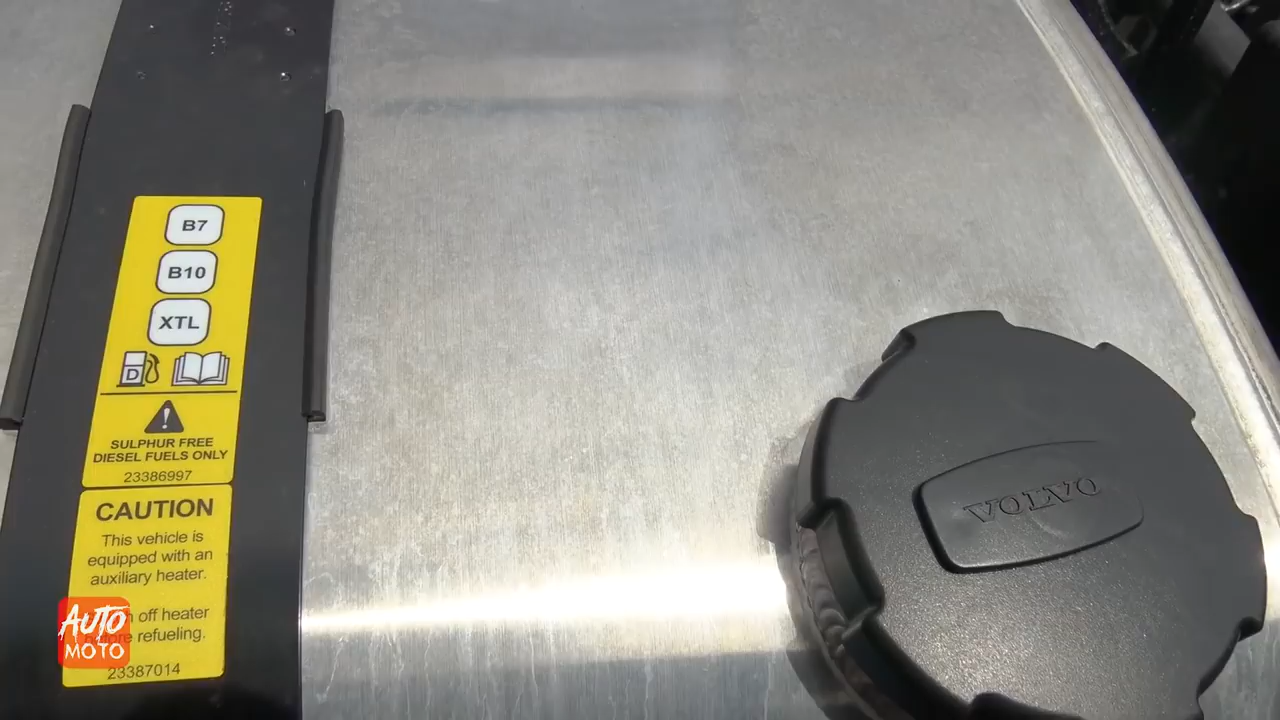 B7
B10
XTL
D
SULPHUR FREE
DIESEL FUELS ONLY
23386997
CAUTION
This vehicle is
equipped with an
auxiliary heater.
off heater
refueling.
23387014
AUTO
MOTO
VOLVO